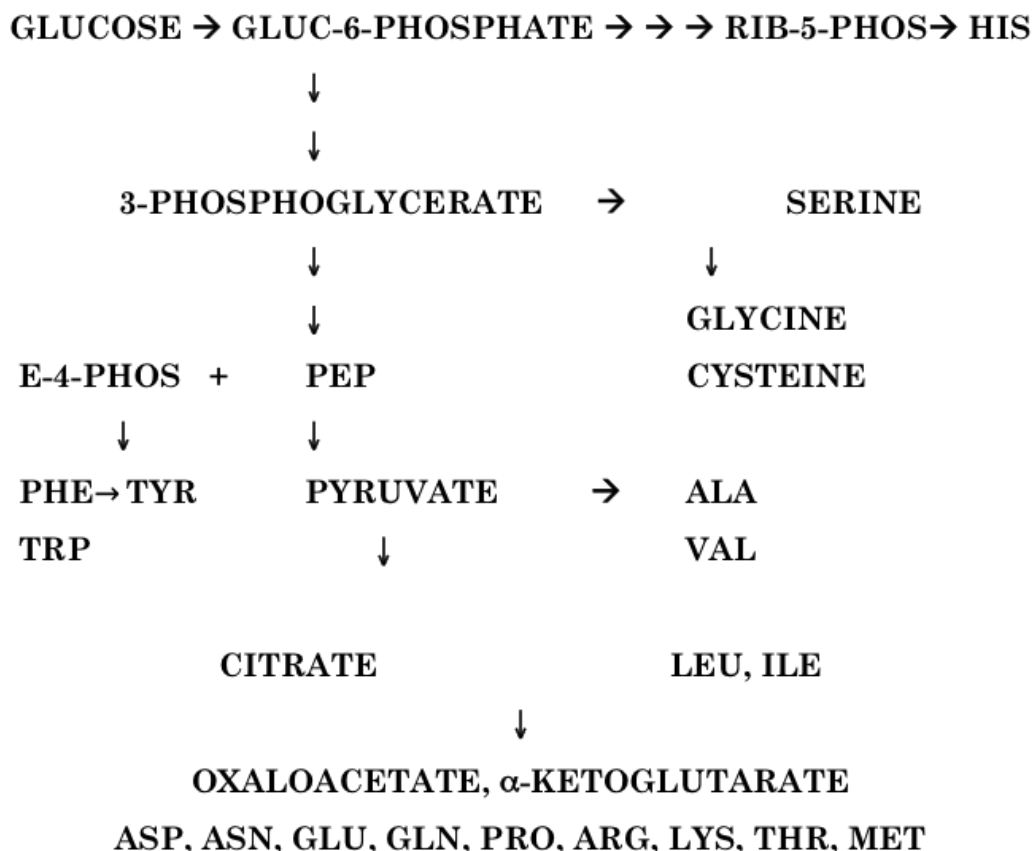 GLUCOSE → GLUC-6-PHOSPHATE → → → RIB-5-PHOS→ HIS
↓
↓
3-PHOSPHOGLYCERATE → SERINE
↓ ↓
↓ GLYCINE
E-4-PHOS + PEP CYSTEINE
↓ ↓
PHE→TYR PYRUVATE → ALA
TRP ↓ VAL
CITRATE LEU, ILE
↓
OXALOACETATE, α-KETOGLUTARATE
ASP, ASN, GLU, GLN, PRO, ARG, LYS, THR, MET